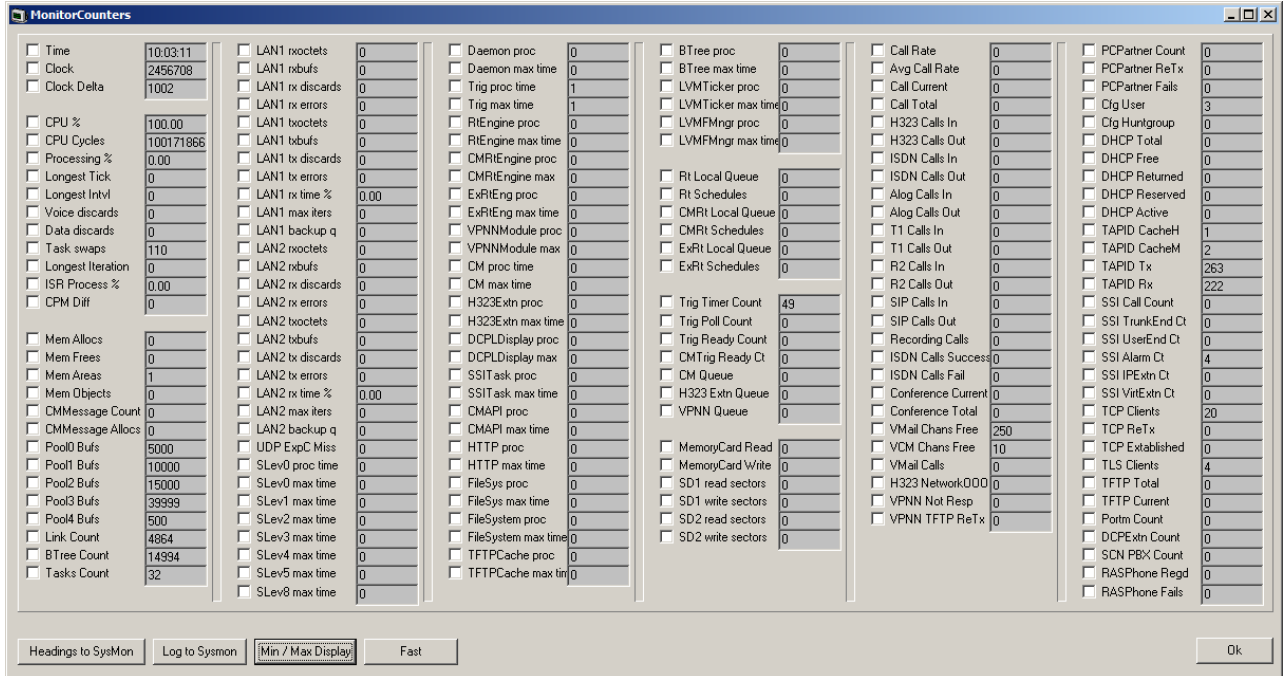 MonitorCounters
Time 10:03:11
Clock 2456708
Clock Delta 1002
CPU % 100.00
CPU Cycles 100171866
Processing % 0.00
Longest Tick 0
Longest Intvl 0
Voice discards 0
Data discards 0
Task swaps 110
Longest Iteration 0
ISR Process % 0.00
CPM Diff 0
Mem Allocs 0
Mem Frees 0
Mem Areas 1
Mem Objects 0
CMMessage Count 0
CMMessage Allocs 0
Pool0 Bufs 5000
Pool1 Bufs 10000
Pool2 Bufs 15000
Pool3 Bufs 39999
Pool4 Bufs 500
Link Count 4864
BTree Count 14994
Tasks Count 32
LAN1 rxoctets 0
LAN1 rxbufs 0
LAN1 rx discards 0
LAN1 rx errors 0
LAN1 txoctets 0
LAN1 txbufs 0
LAN1 tx discards 0
LAN1 tx errors 0
LAN1 rx time % 0.00
LAN1 max iters 0
LAN1 backup q 0
LAN2 rxoctets 0
LAN2 rxbufs 0
LAN2 rx discards 0
LAN2 rx errors 0
LAN2 txoctets 0
LAN2 txbufs 0
LAN2 tx discards 0
LAN2 tx errors 0
LAN2 rx time % 0.00
LAN2 max iters 0
LAN2 backup q 0
UDP ExpC Miss 0
SLev0 proc time 0
SLev0 max time 0
SLev1 max time 0
SLev2 max time 0
SLev3 max time 0
SLev4 max time 0
SLev5 max time 0
SLev8 max time 0
Daemon proc 0
Daemon max time 0
Trig proc time 1
Trig max time 1
RtEngine proc 0
RtEngine max time 0
CMRtEngine proc 0
CMRtEngine max 0
ExRtEng proc 0
ExRtEng max time 0
VPNNModule proc 0
VPNNModule max 0
CM proc time 0
CM max time 0
H323Extn proc 0
H323Extn max time 0
DCPLDisplay proc 0
DCPLDisplay max 0
SSITask proc 0
SSITask max time 0
CMAPI proc 0
CMAPI max time 0
HTTP proc 0
HTTP max time 0
FileSys proc 0
FileSys max time 0
FileSystem proc 0
FileSystem max time 0
TFTPCache proc 0
TFTPCache max tim 0
BTree proc 0
BTree max time 0
LVMTicker proc 0
LVMTicker max time 0
LVMFMngr proc 0
LVMFMngr max time 0
Rt Local Queue 0
Rt Schedules 0
CMRt Local Queue 0
CMRt Schedules 0
ExRt Local Queue 0
ExRt Schedules 0
Trig Timer Count 49
Trig Poll Count 0
Trig Ready Count 0
CMTrig Ready Ct 0
CM Queue 0
H323 Extn Queue 0
VPNN Queue 0
MemoryCard Read 0
MemoryCard Write 0
SD1 read sectors 0
SD1 write sectors 0
SD2 read sectors 0
SD2 write sectors 0
Call Rate 0
Avg Call Rate 0
Call Current 0
Call Total 0
H323 Calls In 0
H323 Calls Out 0
ISDN Calls In 0
ISDN Calls Out 0
Alog Calls In 0
Alog Calls Out 0
T1 Calls In 0
T1 Calls Out 0
R2 Calls In 0
R2 Calls Out 0
SIP Calls In 0
SIP Calls Out 0
Recording Calls 0
ISDN Calls Success 0
ISDN Calls Fail 0
Conference Current 0
Conference Total 0
VMail Chans Free 250
VCM Chans Free 10
VMail Calls 0
H323 NetworkOOO 0
VPNN Not Resp 0
VPNN TFTP ReTx 0
PCPartner Count 0
PCPartner ReTx 0
PCPartner Fails 0
Cfg User 3
Cfg Huntgroup 0
DHCP Total 0
DHCP Free 0
DHCP Returned 0
DHCP Reserved 0
DHCP Active 0
TAPID CacheH 1
TAPID CacheM 2
TAPID Tx 263
TAPID Rx 222
SSI Call Count 0
SSI TrunkEnd Ct 0
SSI UserEnd Ct 0
SSI Alarm Ct 4
SSI IPExtn Ct 0
SSI VirtExtn Ct 0
TCP Clients 20
TCP ReTx 0
TCP Extablished 0
TLS Clients 4
TFTP Total 0
TFTP Current 0
Portm Count 0
DCPExtn Count 0
SCN PBX Count 0
RASPhone Regd 0
RASPhone Fails 0
Headings to SysMon Log to Sysmon Min / Max Display Fast Ok